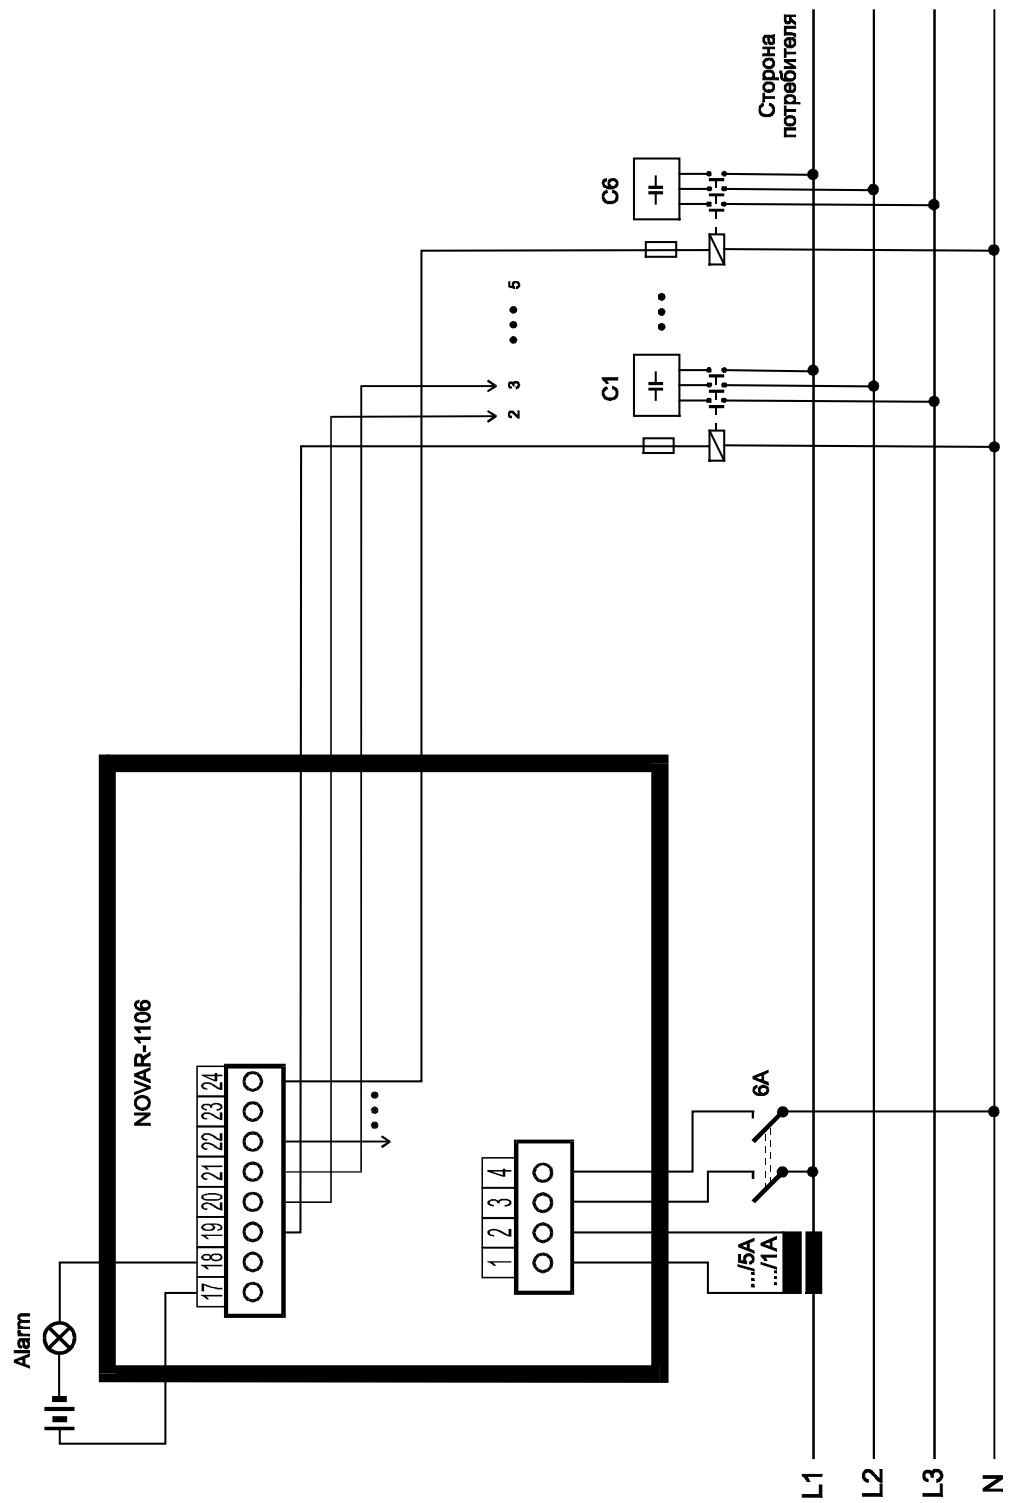 Alarm
NOVAR-1106
17 18 19 20 21 22 23 24
1 2 3 4
.../5A
.../1A
6A
2 3 5
C1
C6
Сторона
потребителя
L1
L2
L3
N